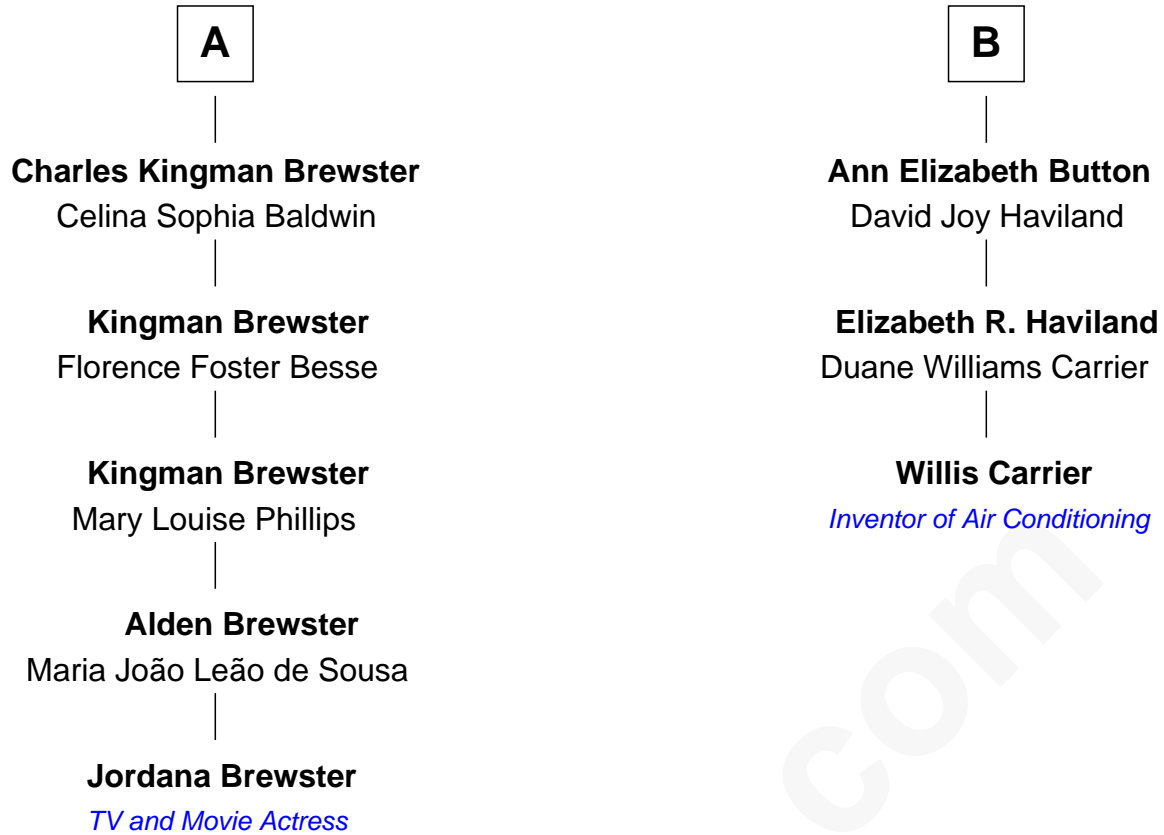 A
Charles Kingman Brewster
Celina Sophia Baldwin
Kingman Brewster
Florence Foster Besse
Kingman Brewster
Mary Louise Phillips
Alden Brewster
Maria João Leão de Sousa
Jordana Brewster
TV and Movie Actress
B
Ann Elizabeth Button
David Joy Haviland
Elizabeth R. Haviland
Duane Williams Carrier
Willis Carrier
Inventor of Air Conditioning
com